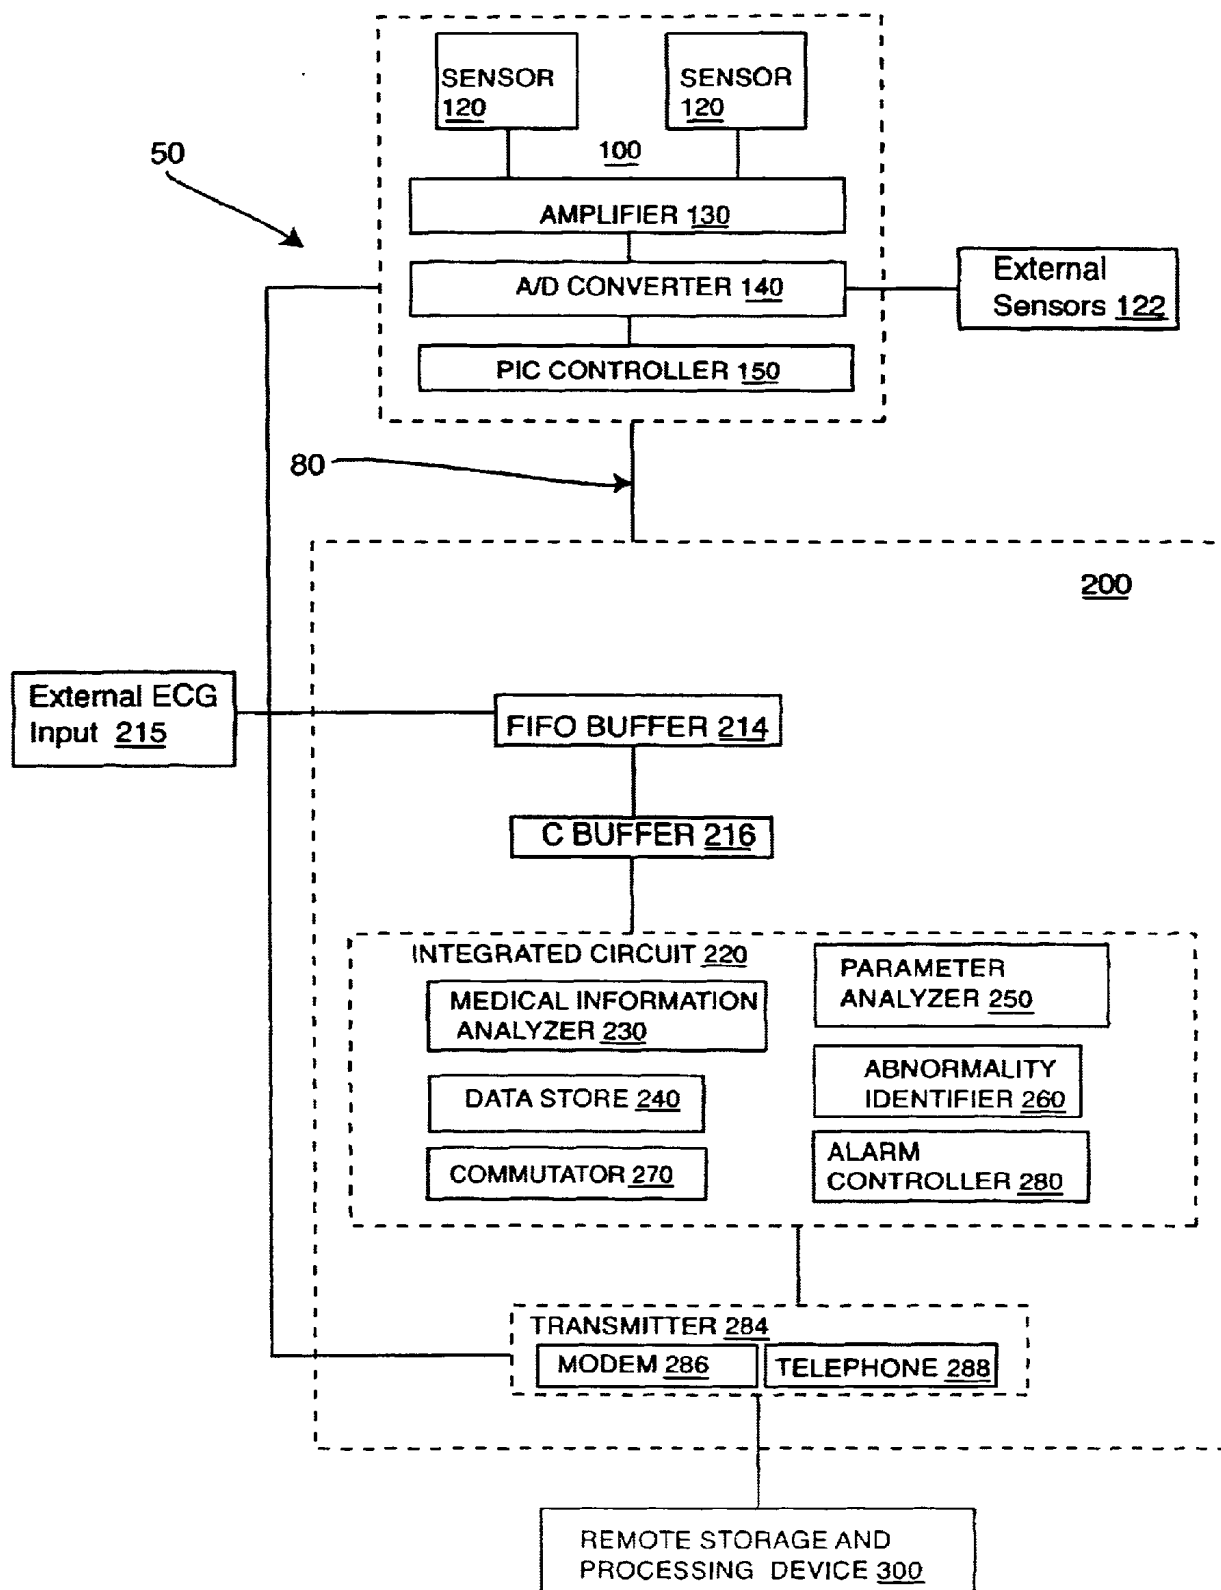 SENSOR
120
SENSOR
120
50
100
AMPLIFIER 130
A/D CONVERTER 140
External
Sensors 122
PIC CONTROLLER 150
80
200
External ECG
Input 215
FIFO BUFFER 214
C BUFFER 216
INTEGRATED CIRCUIT 220
MEDICAL INFORMATION
ANALYZER 230
DATA STORE 240
COMMUTATOR 270
PARAMETER
ANALYZER 250
ABNORMALITY
IDENTIFIER 260
ALARM
CONTROLLER 280
TRANSMITTER 284
MODEM 286
TELEPHONE 288
REMOTE STORAGE AND
PROCESSING DEVICE 300